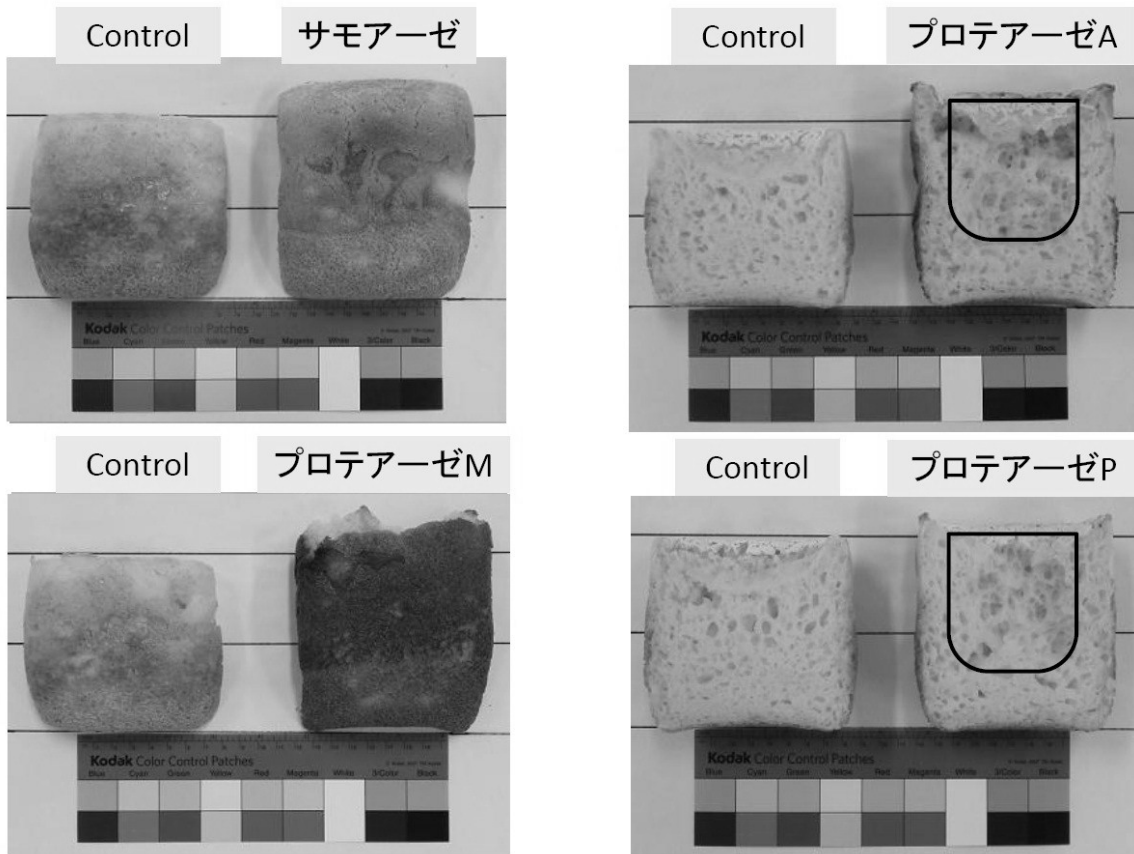 Control
サモアーゼ
Kodak Color Control Patches
Blue Cyan Green Yellow Red Magenta White 3/Color Black
Control
プロテアーゼA
Kodak Color Control Patches
Blue Cyan Green Yellow Red Magenta White 3/Color Black
Control
プロテアーゼM
Kodak Color Control Patches
Blue Cyan Green Yellow Red Magenta White 3/Color Black
Control
プロテアーゼP
Kodak Color Control Patches
Blue Cyan Green Yellow Red Magenta White 3/Color Black